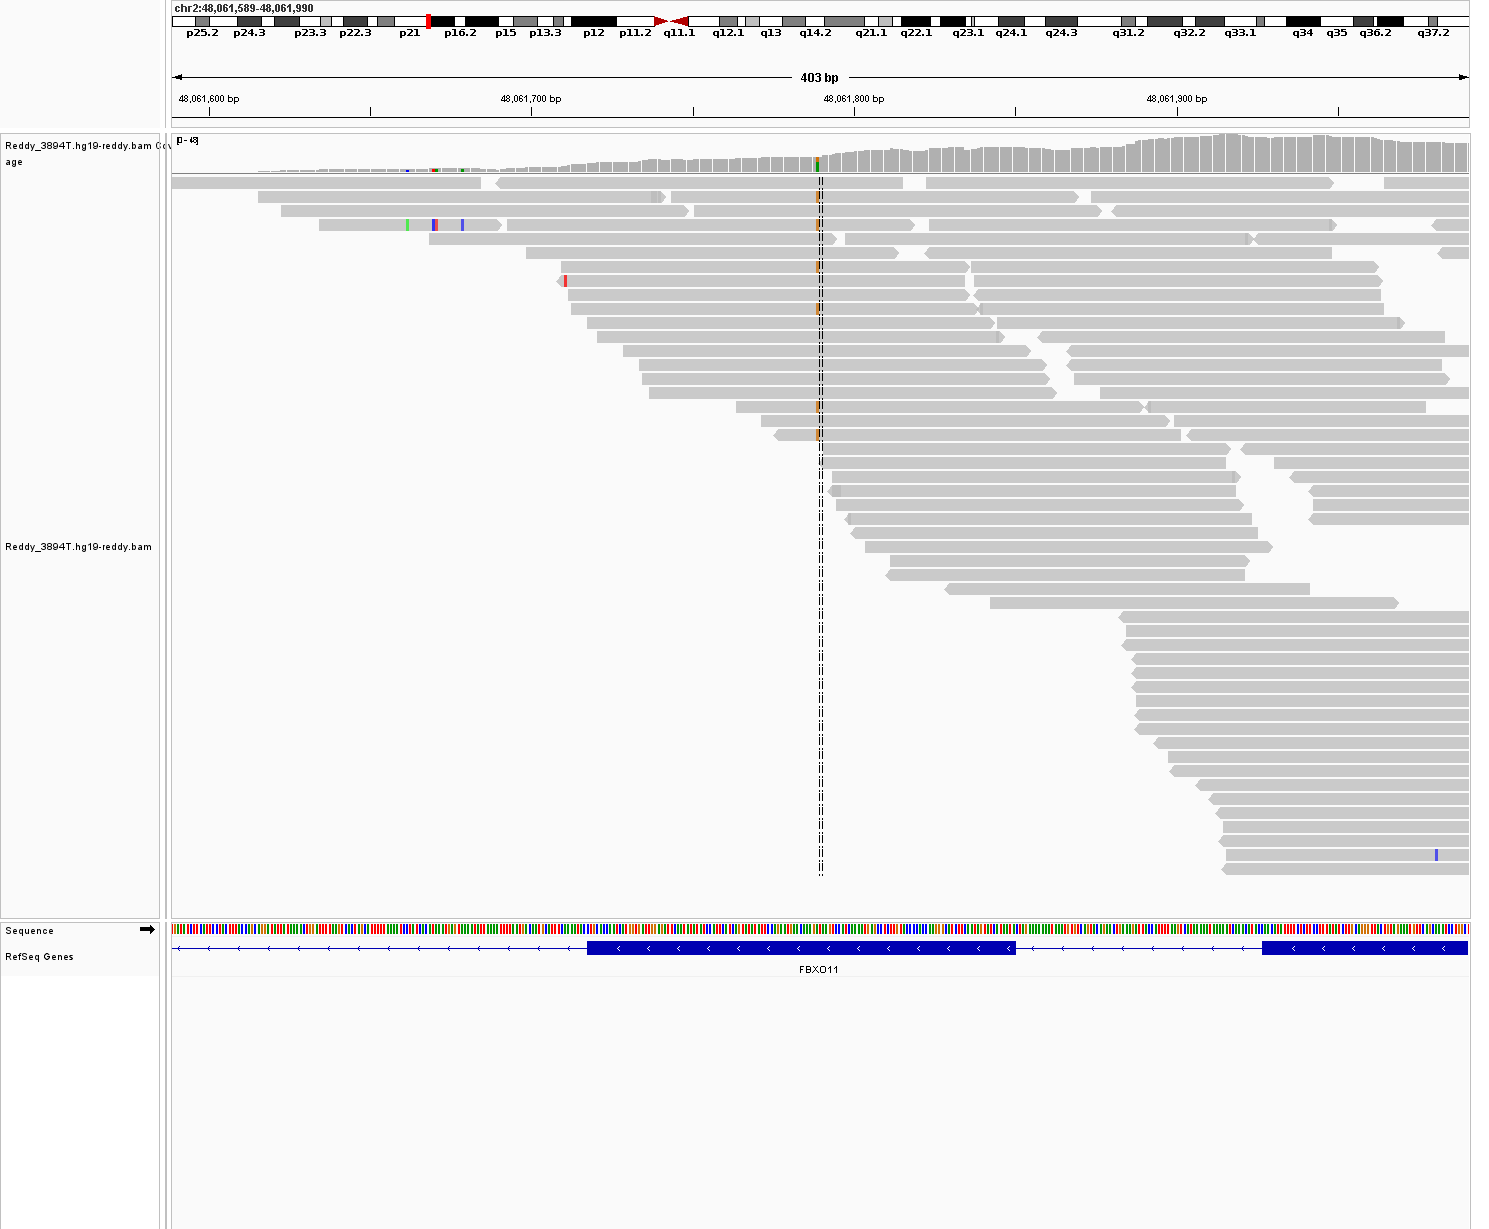 chr2:48,061,589-48,061,990
p25.2 p24.3 p23.3 p22.3 p21 p16.2 p15 p13.3 p12 p11.2 q11.1 q12.1 q13 q14.2 q21.1 q22.1 q23.1 q24.1 q24.3 q31.2 q32.2 q33.1 q34 q35 q36.2 q37.2
403 bp
48,061,600 bp 48,061,700 bp 48,061,800 bp 48,061,900 bp
Reddy_3894T.hg19-reddy.bam Cov
age
Reddy_3894T.hg19-reddy.bam
Sequence
RefSeq Genes
FBXO11